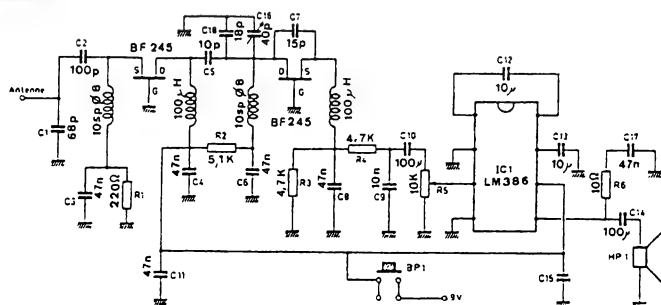 Antenne
C2
100p
C1
68p
10sp Ø8
C3
47n
220Ω
R1
BF 245
S
D
G
100µH
C18
18p
C16
40p
10p
C5
10sp Ø8
R2
5,1K
47n
C4
47n
C6
C7
15p
D
S
G
BF 245
100µH
4,7K
R3
47n
C8
4,7K
R4
10n
C9
C10
100µ
10K
R5
C12
10µ
IC1
LM386
C13
10µ
10Ω
R6
C17
47n
C14
100µ
HP1
47n
C11
BP1
9V
C15